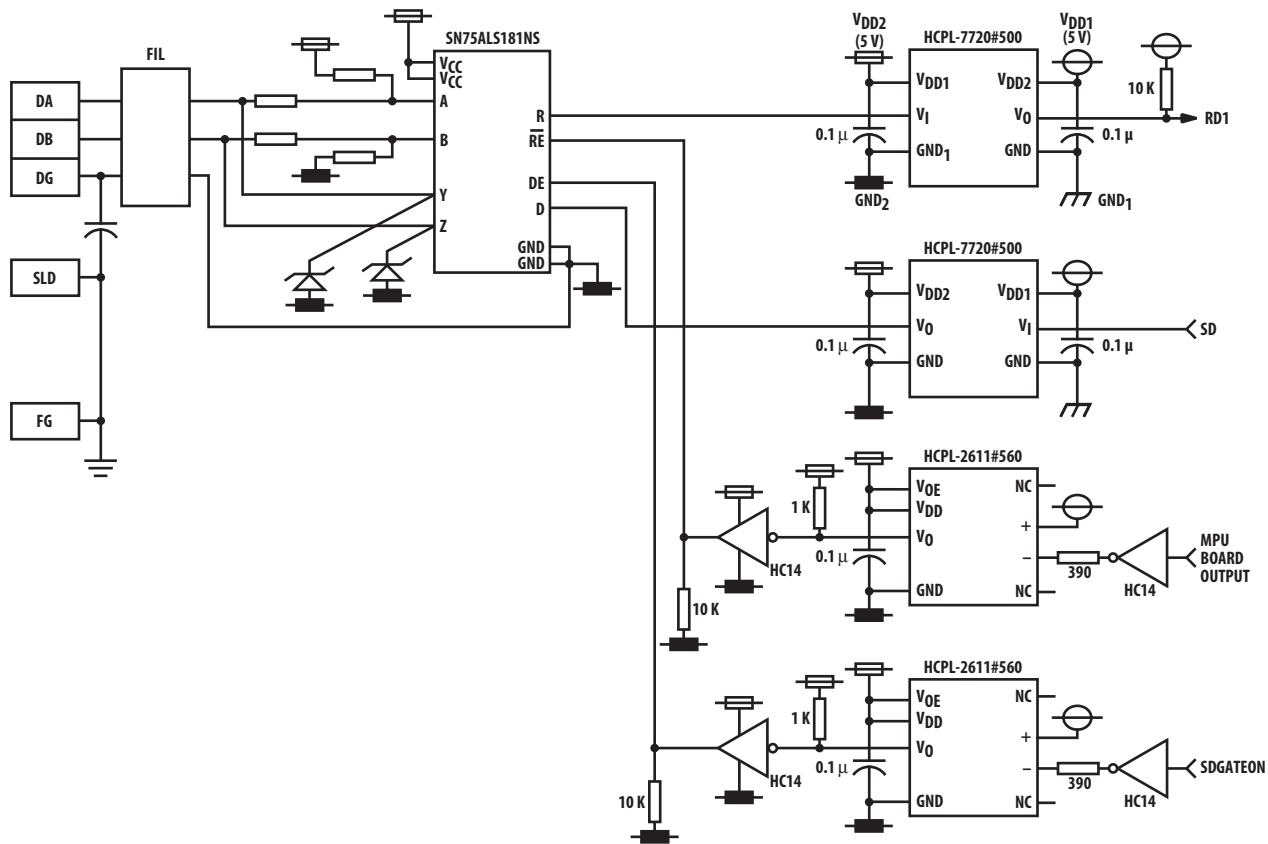 FIL
DA
DB
DG
SLD
FG
SN75ALS181NS
VCC
VCC
A
B
Y
Z
R
RE
DE
D
GND
GND
VDD2
(5 V)
HCPL-7720#500
VDD1
(5 V)
VDD1
VI
GND1
VDD2
VO
GND
0.1 μ
GND2
0.1 μ
GND1
10 K
RD1
HCPL-7720#500
VDD2
VO
GND
VDD1
VI
GND
0.1 μ
0.1 μ
SD
HCPL-2611#560
VOE
VDD
VO
GND
NC
+
–
NC
1 K
0.1 μ
HC14
10 K
390
HC14
MPU
BOARD
OUTPUT
HCPL-2611#560
VOE
VDD
VO
GND
NC
+
–
NC
1 K
0.1 μ
HC14
10 K
390
HC14
SDGATEON